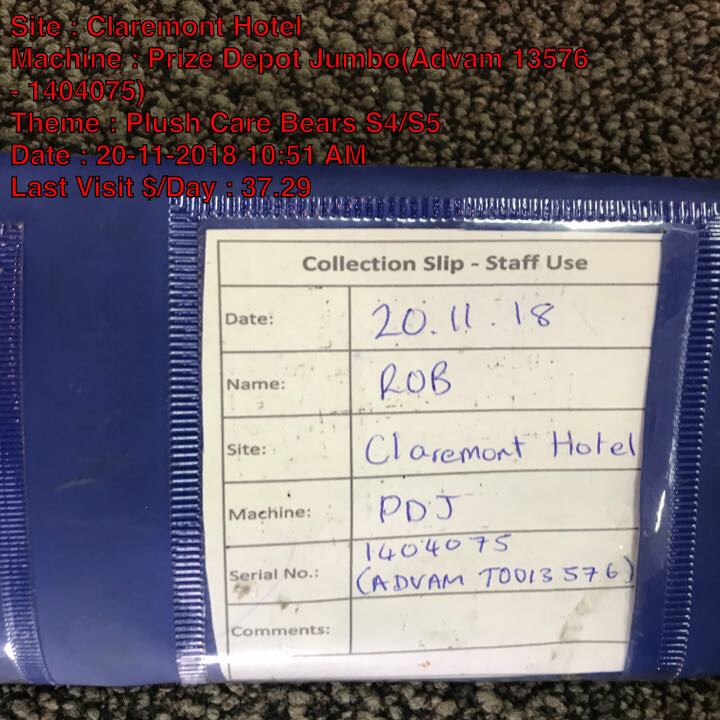 Site : Claremont Hotel
Machine : Prize Depot Jumbo(Advam 13576
- 1404075)
Theme : Plush Care Bears S4/S5
Date : 20-11-2018 10:51 AM
Last Visit $/Day : 37.29
Collection Slip - Staff Use
Date: 20.11.18
Name: ROB
Site: Claremont Hotel
Machine: PDJ
Serial No.: 1404075
(ADVAM T0013576)
Comments: